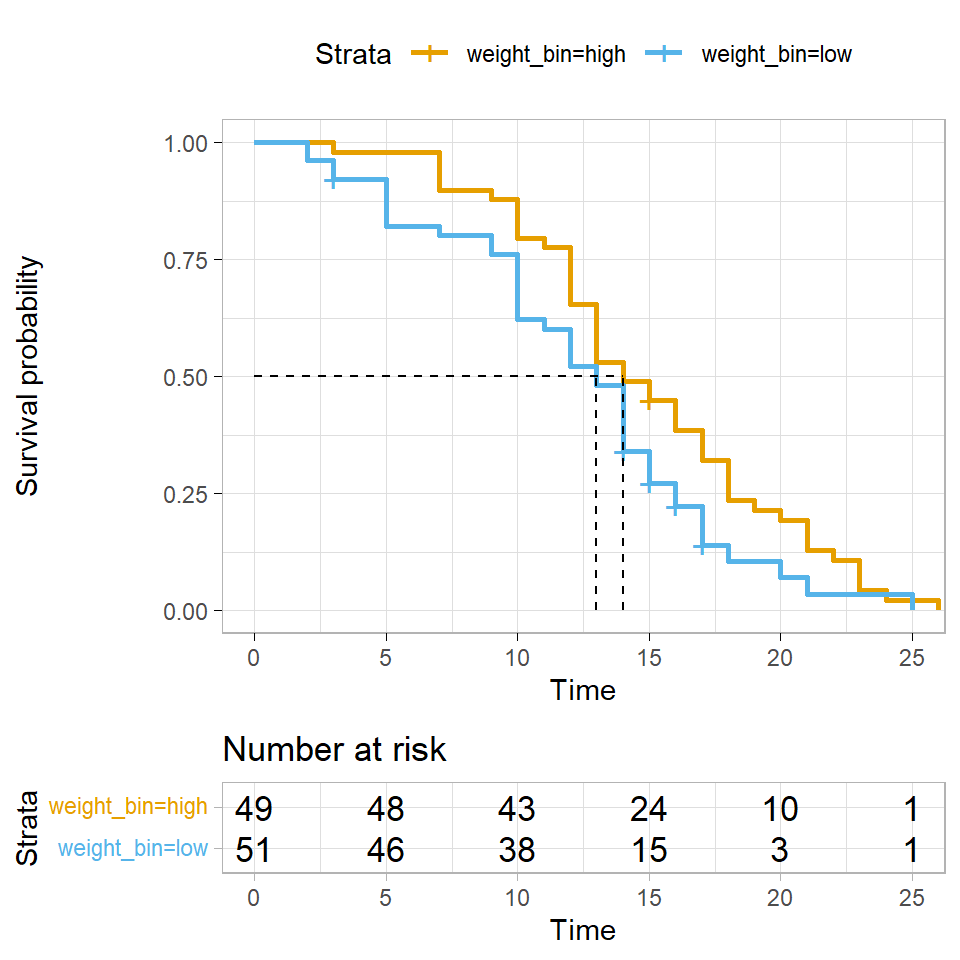 Strata weight_bin=high weight_bin=low
Survival probability
1.00
0.75
0.50
0.25
0.00
0 5 10 15 20 25
Time
Number at risk
Strata
weight_bin=high 49 48 43 24 10 1
weight_bin=low 51 46 38 15 3 1
0 5 10 15 20 25
Time